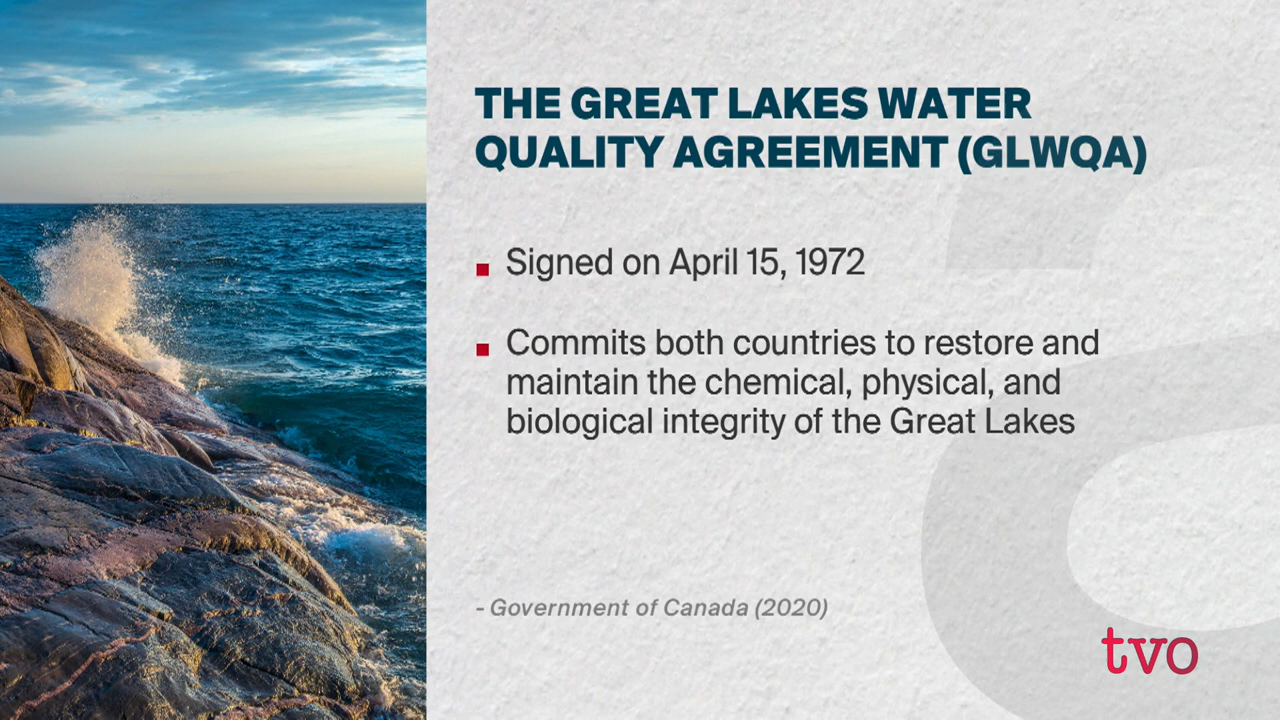 THE GREAT LAKES WATER
QUALITY AGREEMENT (GLWQA)
Signed on April 15, 1972
Commits both countries to restore and
maintain the chemical, physical, and
biological integrity of the Great Lakes
- Government of Canada (2020)
tvo